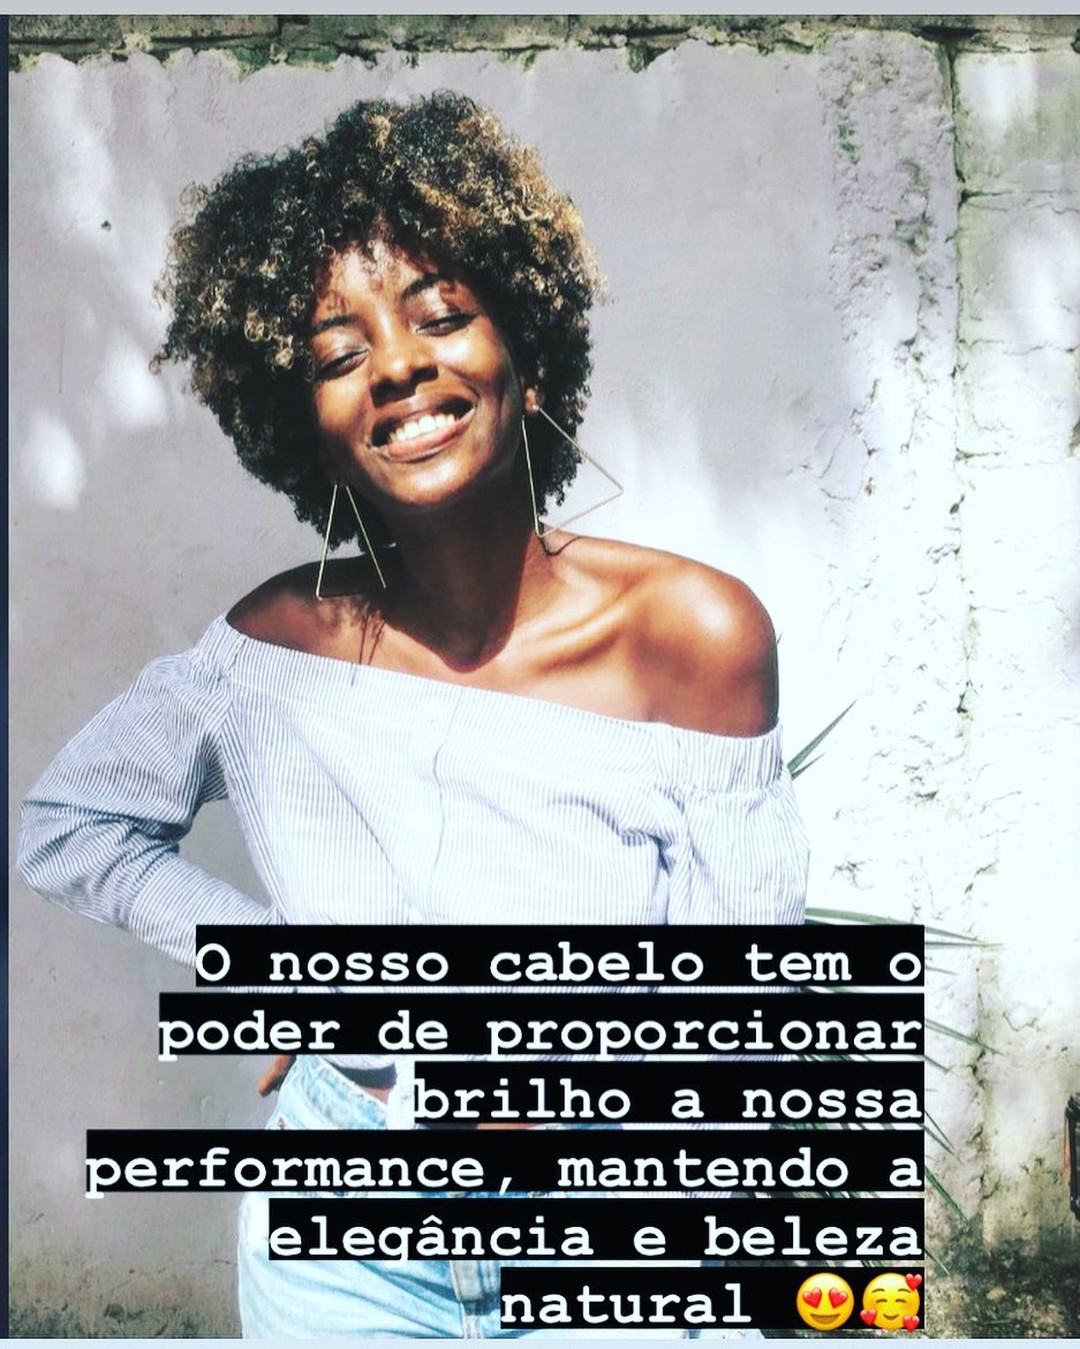 O nosso cabelo tem o
poder de proporcionar
brilho a nossa
performance, mantendo a
elegância e beleza
natural 😍🥰